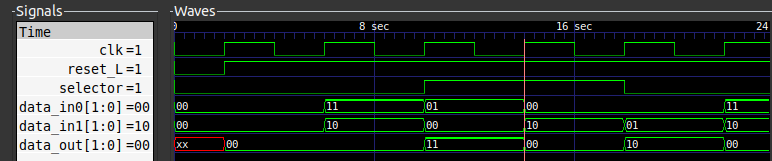 Signals Waves
Time 0 8 sec 16 sec 24
clk =1
reset_L =1
selector =1
data_in0[1:0] =00 00 11 01 00 11
data_in1[1:0] =10 00 10 00 10 01 10
data_out[1:0] =00 xx 00 11 00 10 00